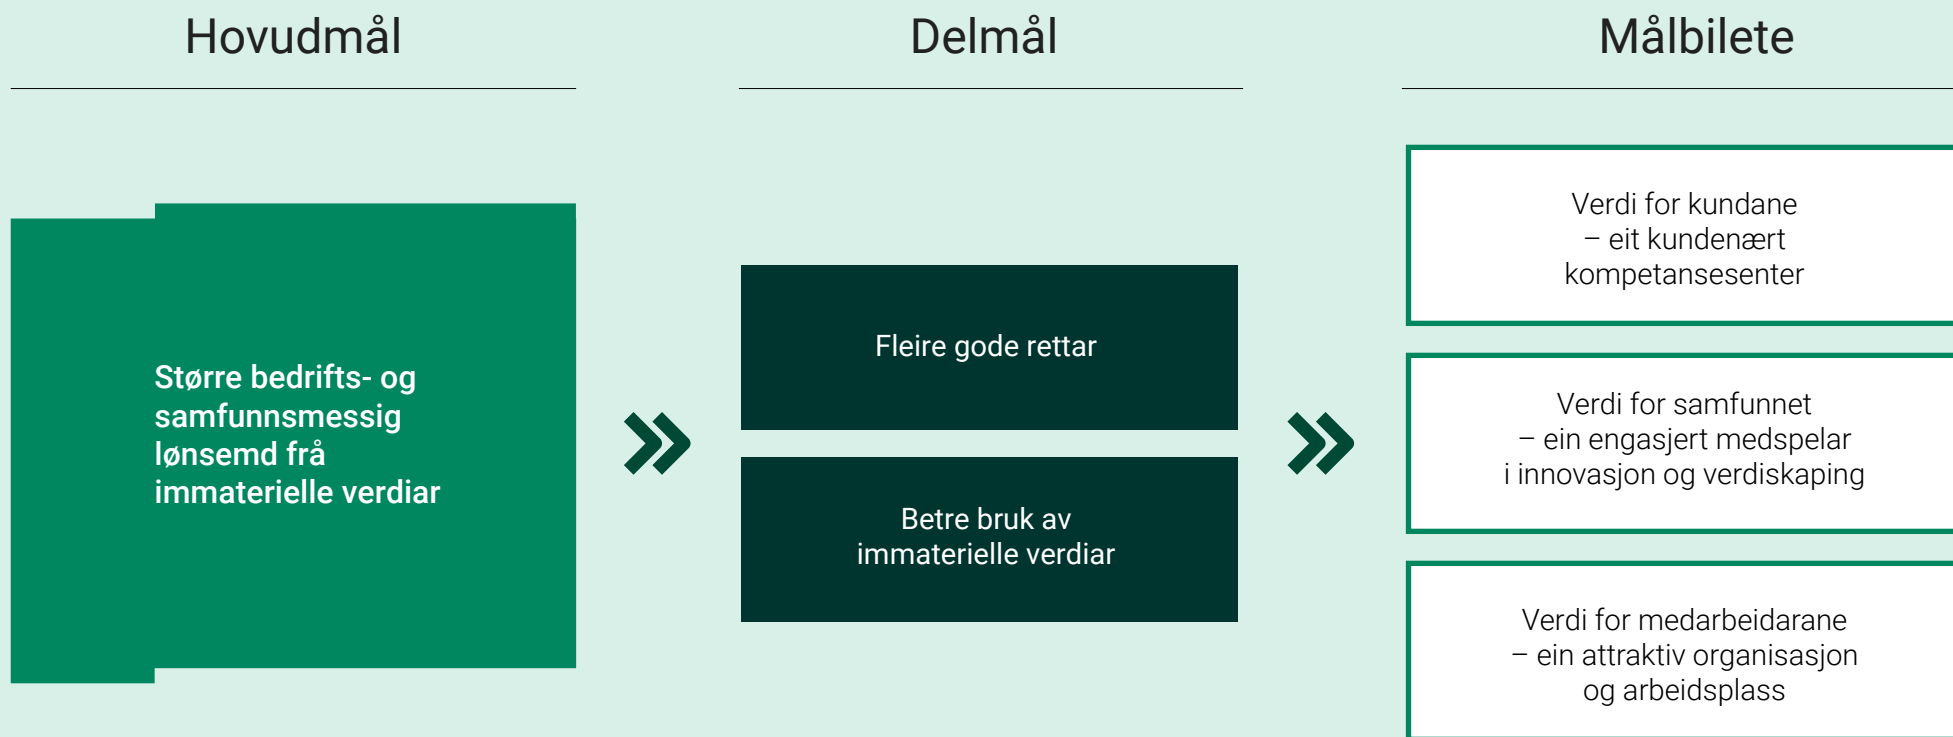 Hovudmål
Delmål
Målbilete
Større bedrifts- og
samfunnsmessig
lønsemd frå
immaterielle verdiar
Fleire gode rettar
Betre bruk av
immaterielle verdiar
Verdi for kundane
– eit kundenært
kompetansesenter
Verdi for samfunnet
– ein engasjert medspelar
i innovasjon og verdiskaping
Verdi for medarbeidarane
– ein attraktiv organisasjon
og arbeidsplass